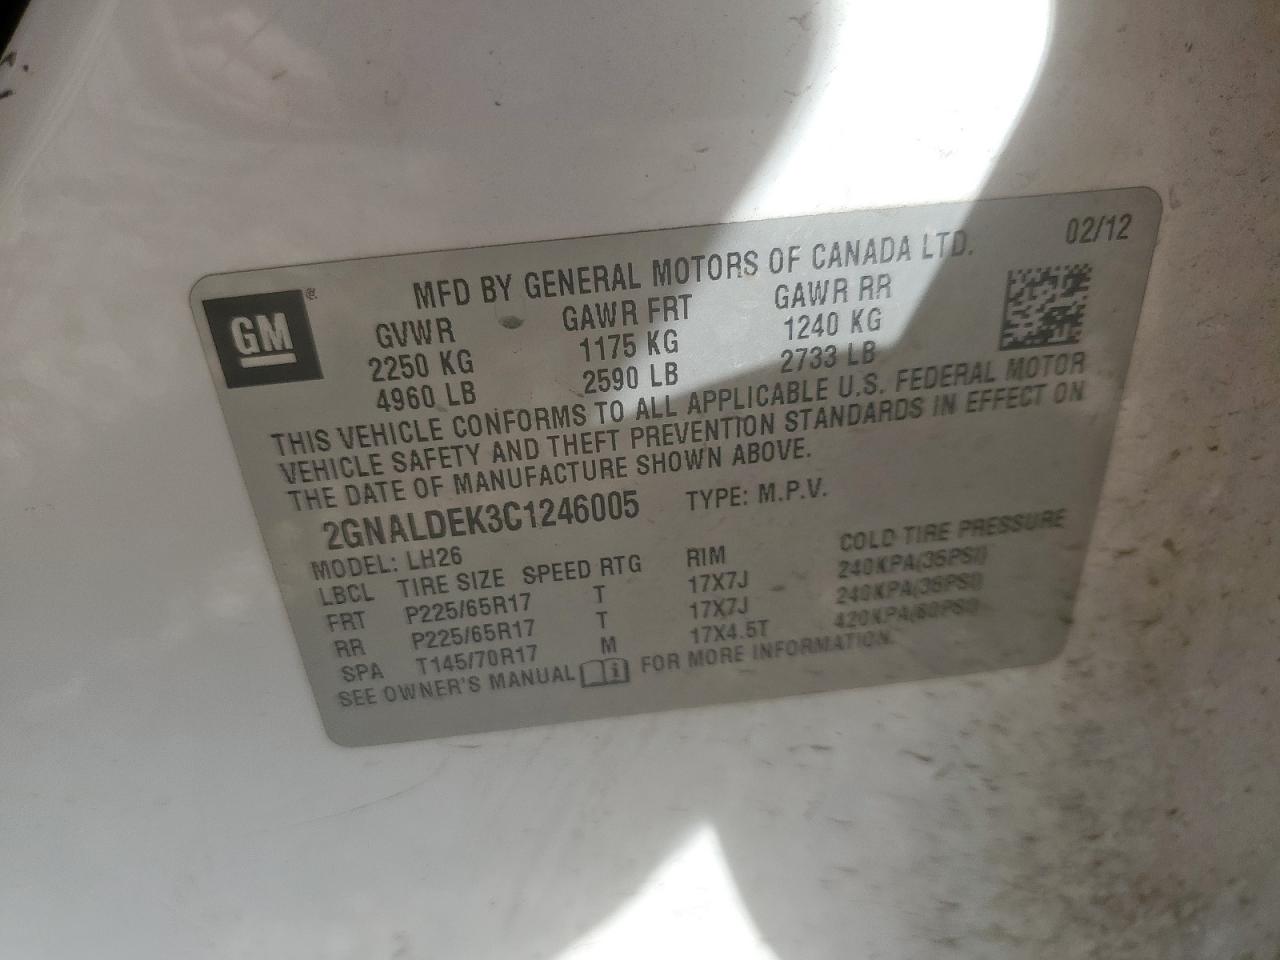 GM
MFD BY GENERAL MOTORS OF CANADA LTD. 02/12
GVWR GAWR FRT GAWR RR
2250 KG 1175 KG 1240 KG
4960 LB 2590 LB 2733 LB
THIS VEHICLE CONFORMS TO ALL APPLICABLE U.S. FEDERAL MOTOR
VEHICLE SAFETY AND THEFT PREVENTION STANDARDS IN EFFECT ON
THE DATE OF MANUFACTURE SHOWN ABOVE.
2GNALDEK3C1246005 TYPE: M.P.V.
MODEL: LH26
LBCL TIRE SIZE SPEED RTG RIM COLD TIRE PRESSURE
FRT P225/65R17 T 17X7J 240KPA(35PSI)
RR P225/65R17 T 17X7J 240KPA(35PSI)
SPA T145/70R17 M 17X4.5T 420KPA(60PSI)
SEE OWNER'S MANUAL FOR MORE INFORMATION.